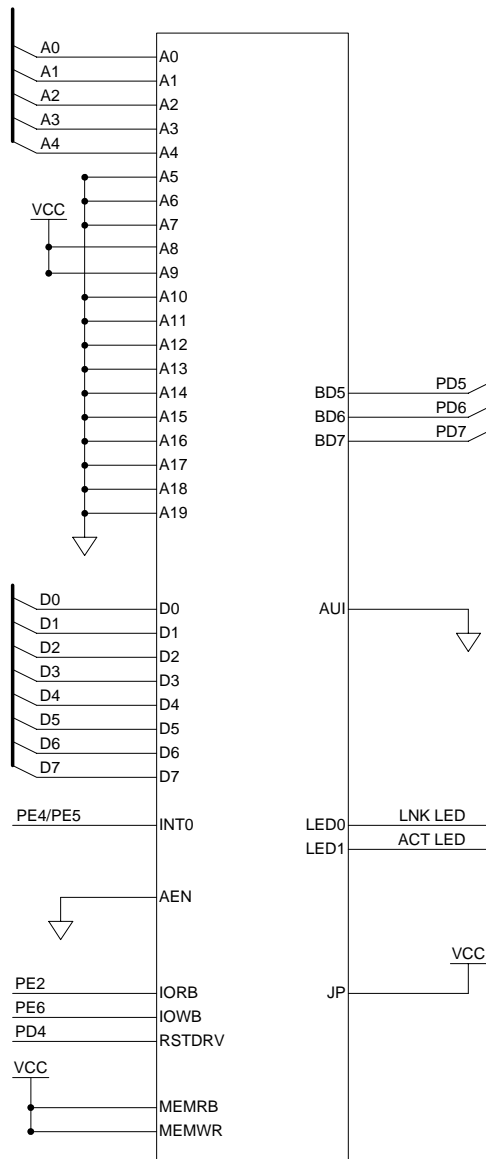 A0 A0
A1 A1
A2 A2
A3 A3
A4 A4
A5
A6
VCC A7
A8
A9
A10
A11
A12
A13
A14 BD5 PD5
A15 BD6 PD6
A16 BD7 PD7
A17
A18
A19
D0 D0 AUI
D1 D1
D2 D2
D3 D3
D4 D4
D5 D5
D6 D6
D7 D7
PE4/PE5 INT0 LED0 LNK LED
LED1 ACT LED
AEN
VCC
PE2 IORB JP
PE6 IOWB
PD4 RSTDRV
VCC
MEMRB
MEMWR